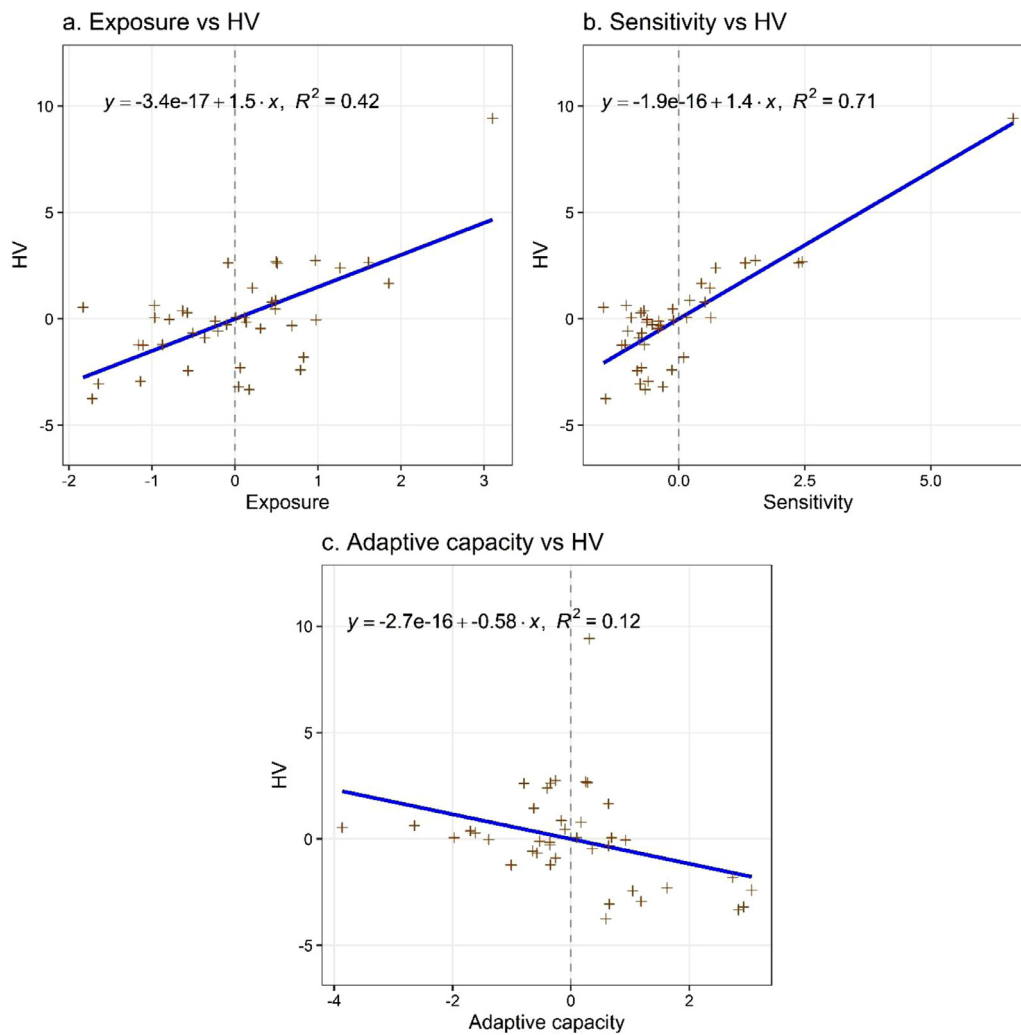 a. Exposure vs HV
y = -3.4e-17 + 1.5 · x, R² = 0.42
10
5
0
-5
HV
-2 -1 0 1 2 3
Exposure
b. Sensitivity vs HV
y = -1.9e-16 + 1.4 · x, R² = 0.71
10
5
0
-5
HV
0.0 2.5 5.0
Sensitivity
c. Adaptive capacity vs HV
y = -2.7e-16 + -0.58 · x, R² = 0.12
10
5
0
-5
HV
-4 -2 0 2
Adaptive capacity